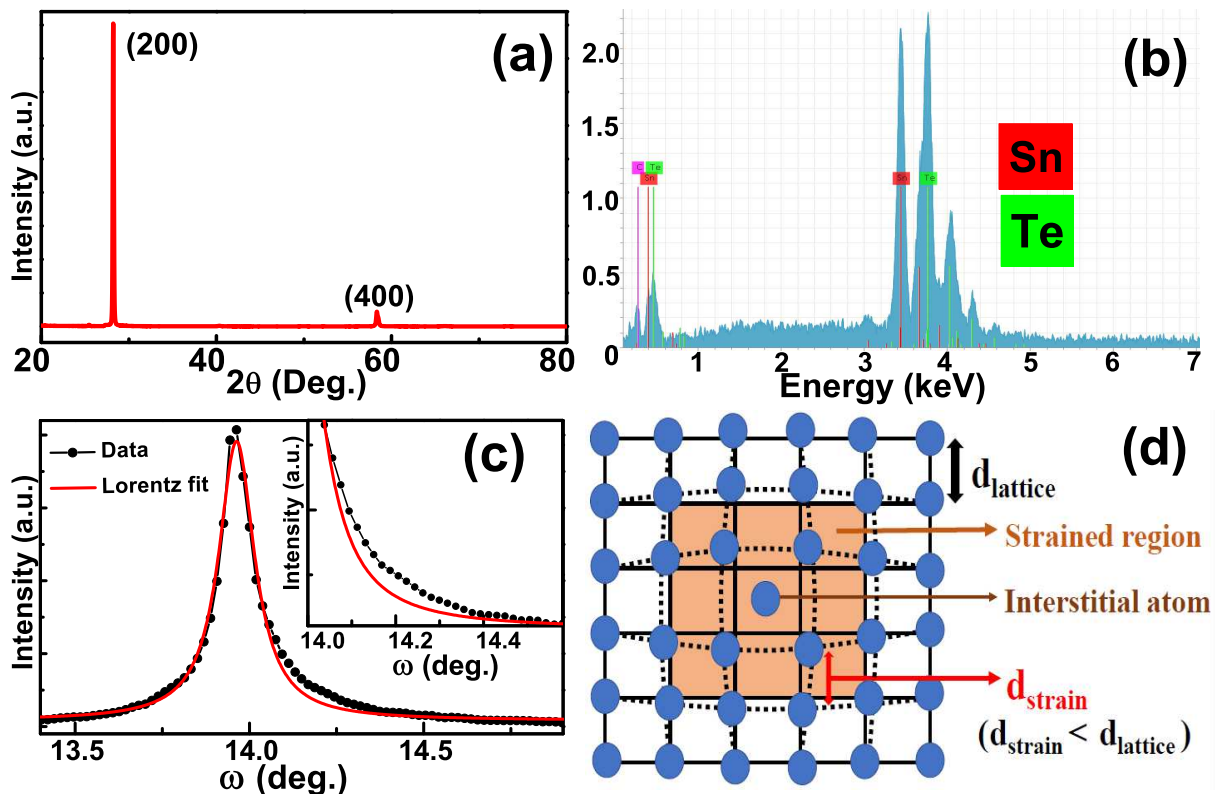 (a)
(200)
(400)
Intensity (a.u.)
20 40 60 80
2θ (Deg.)
(b)
2.0
1.5
1.0
0.5
0
C Te
Sn
Sn Te
Sn
Te
1 2 3 4 5 6 7
Energy (keV)
(c)
Data
Lorentz fit
Intensity (a.u.)
13.5 14.0 14.5
ω (deg.)
Intensity (a.u.)
14.0 14.2 14.4
ω (deg.)
(d)
d_lattice
Strained region
Interstitial atom
d_strain
(d_strain < d_lattice)